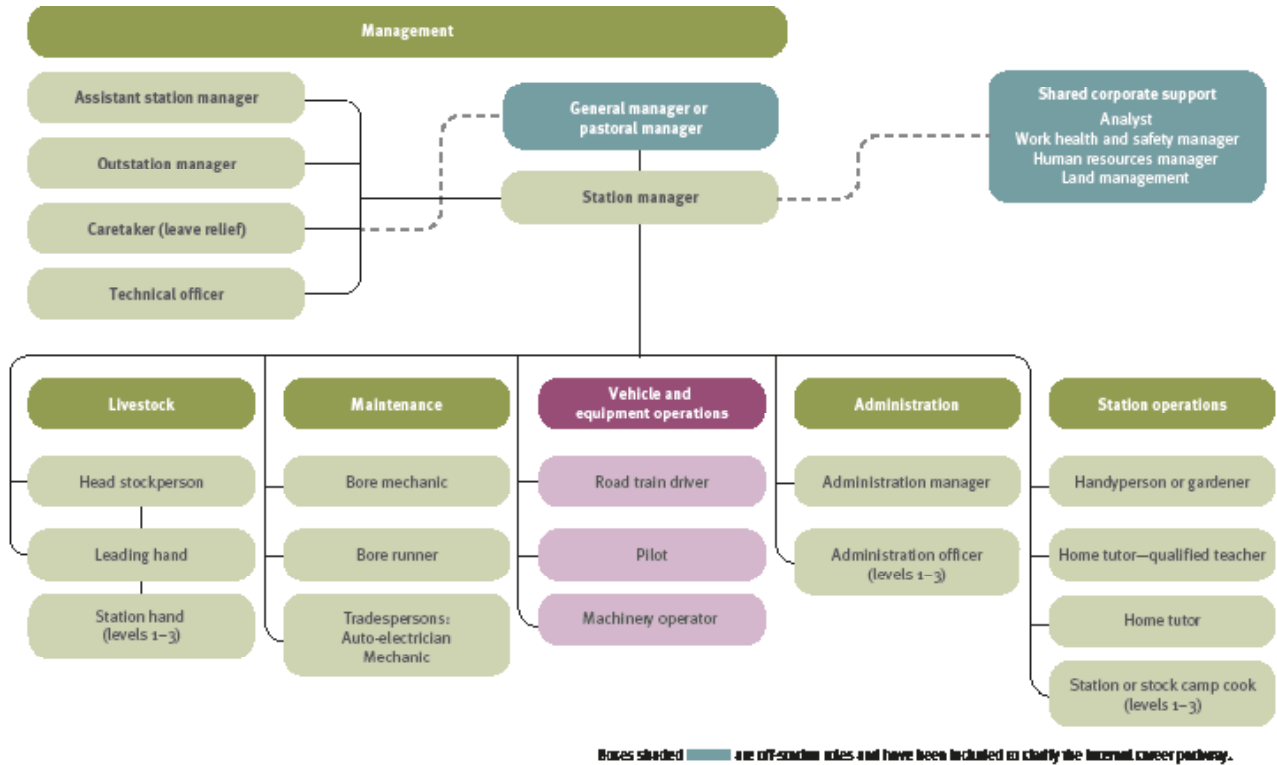 Management
Assistant station manager
Outstation manager
Caretaker (leave relief)
Technical officer
General manager or
pastoral manager
Station manager
Shared corporate support
Analyst
Work health and safety manager
Human resources manager
Land management
Livestock
Head stockperson
Leading hand
Station hand
(levels 1–3)
Maintenance
Bore mechanic
Bore runner
Tradespersons:
Auto-electrician
Mechanic
Vehicle and
equipment operations
Road train driver
Pilot
Machinery operator
Administration
Administration manager
Administration officer
(levels 1–3)
Station operations
Handyperson or gardener
Home tutor—qualified teacher
Home tutor
Station or stock camp cook
(levels 1–3)
Boxes shaded are off-station roles and have been included to clarify the internal career pathway.